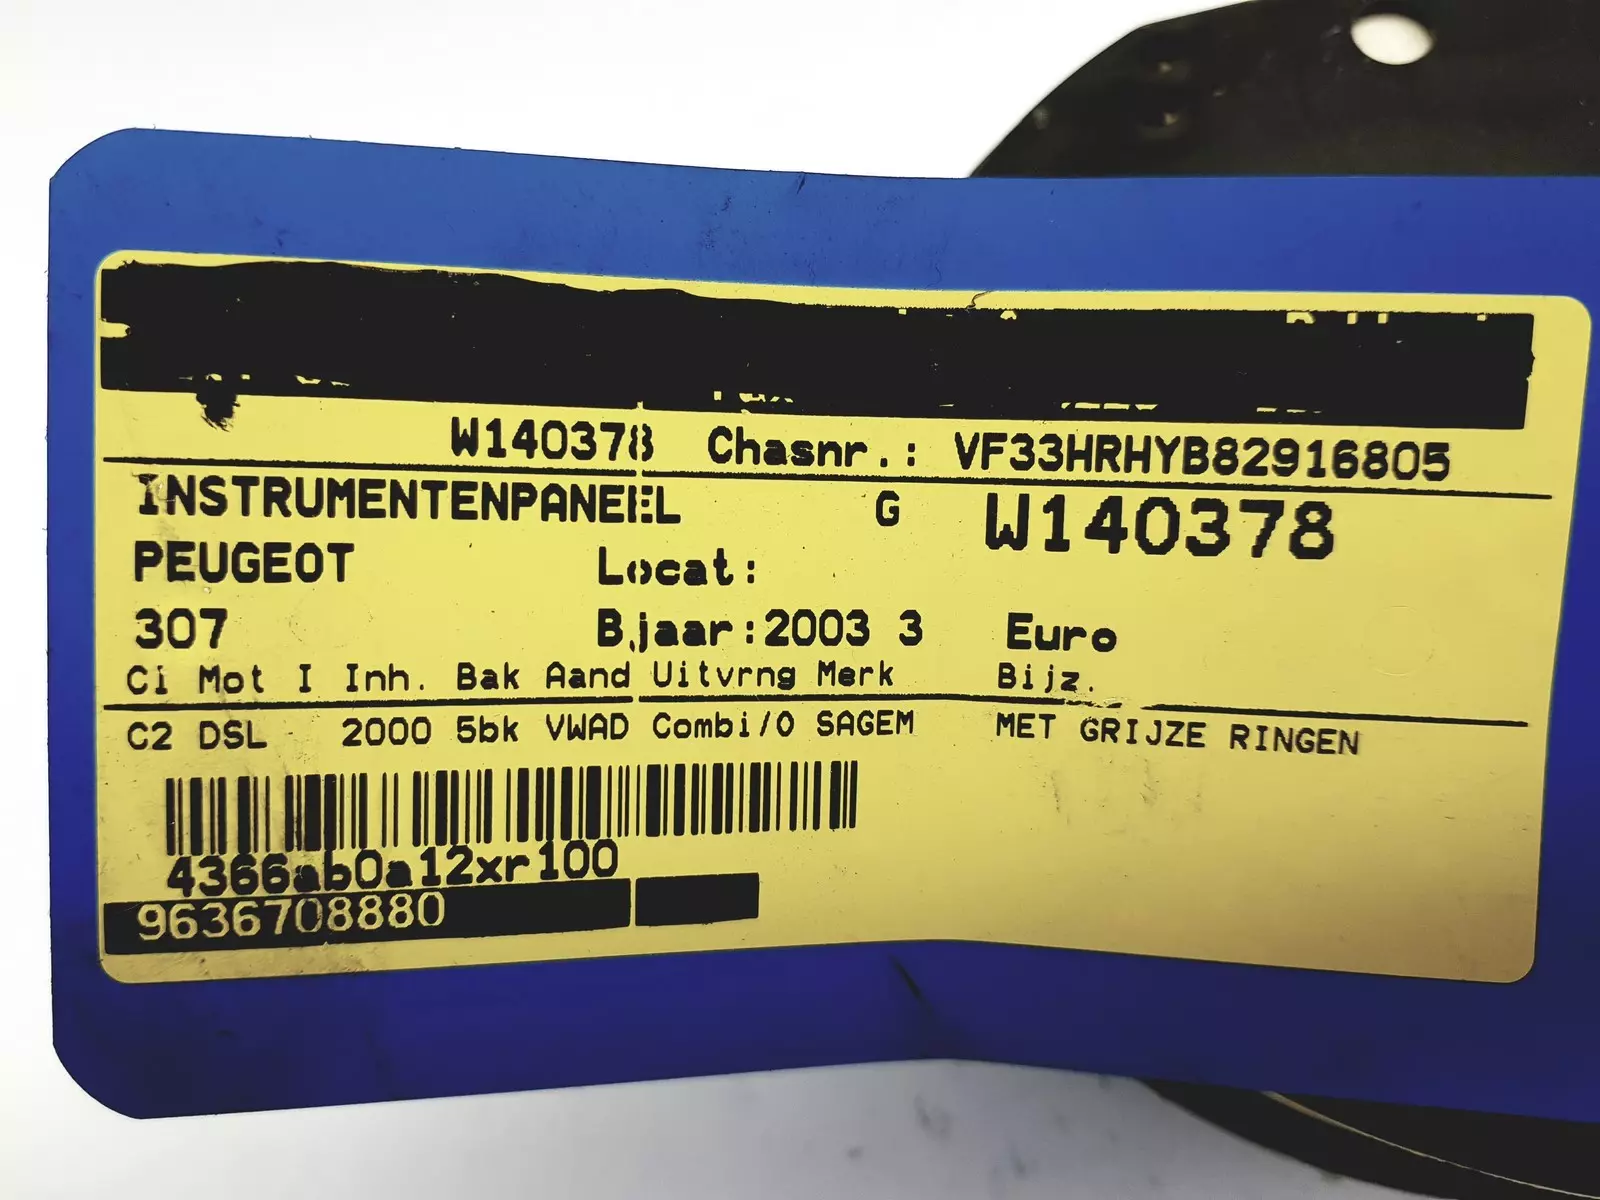 W140378 Chasnr.: VF33HRHYB82916805
INSTRUMENTENPANEEL G W140378
PEUGEOT Locat:
307 Bjaar:2003 3 Euro
Ci Mot I Inh. Bak Aand Uitvrng Merk Bijz.
C2 DSL 2000 5bk VWAD Combi/O SAGEM MET GRIJZE RINGEN
4366ab0a12xr100
9636708880